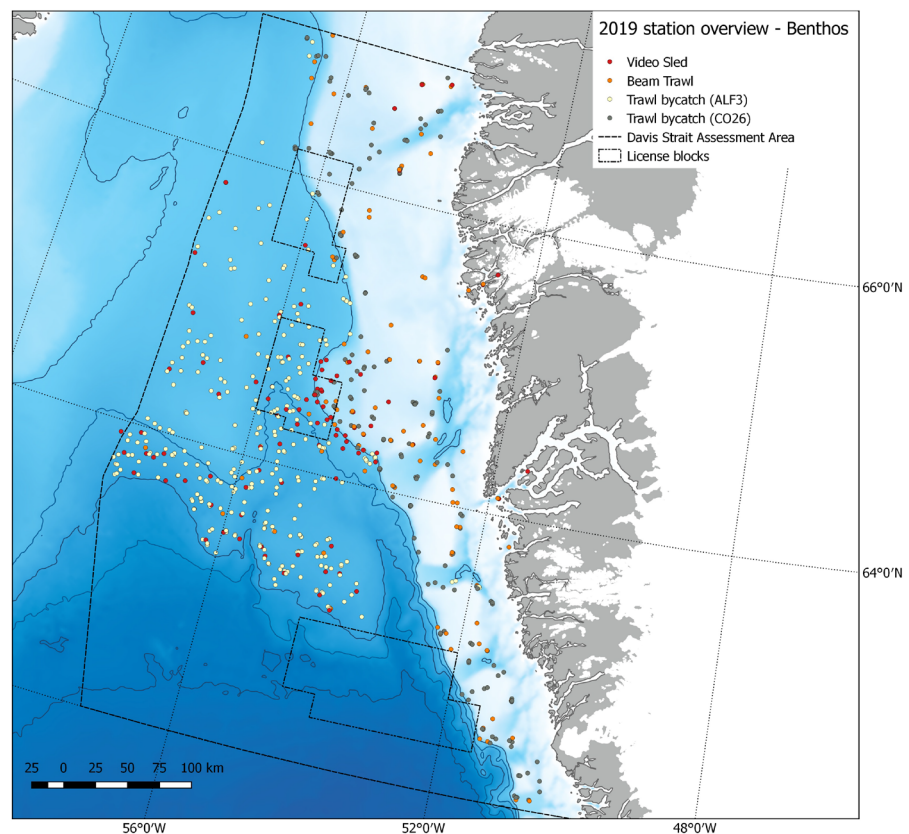 2019 station overview - Benthos
Video Sled
Beam Trawl
Trawl bycatch (ALF3)
Trawl bycatch (CO26)
Davis Strait Assessment Area
License blocks
66°0'N
64°0'N
25 0 25 50 75 100 km
56°0'W 52°0'W 48°0'W